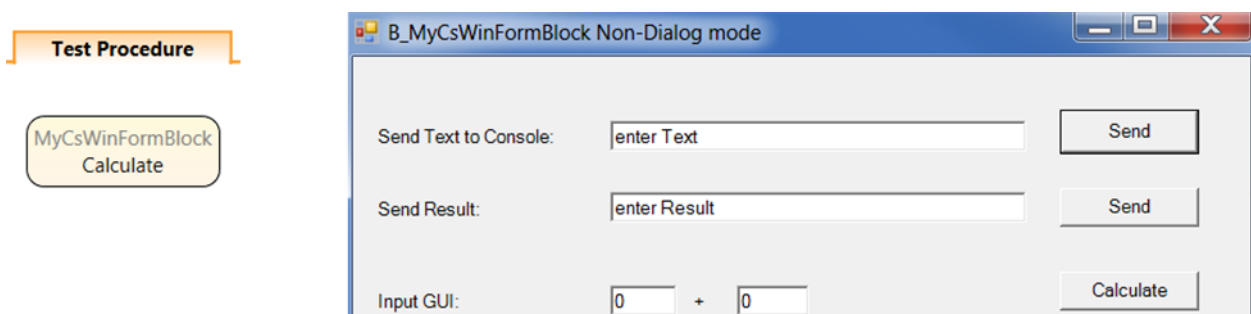 Test Procedure
MyCsWinFormBlock
Calculate
B_MyCsWinFormBlock Non-Dialog mode
Send Text to Console: enter Text Send
Send Result: enter Result Send
Input GUI: 0 + 0 Calculate